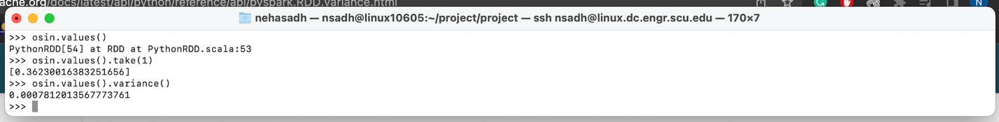 ache.org/docs/latest/api/python/reference/api/pyspark.RDD.variance.html
N
nehasadh — nsadh@linux10605:~/project/project — ssh nsadh@linux.dc.engr.scu.edu — 170×7
>>> osin.values()
PythonRDD[54] at RDD at PythonRDD.scala:53
>>> osin.values().take(1)
[0.36230016383251656]
>>> osin.values().variance()
0.0007812013567773761
>>>